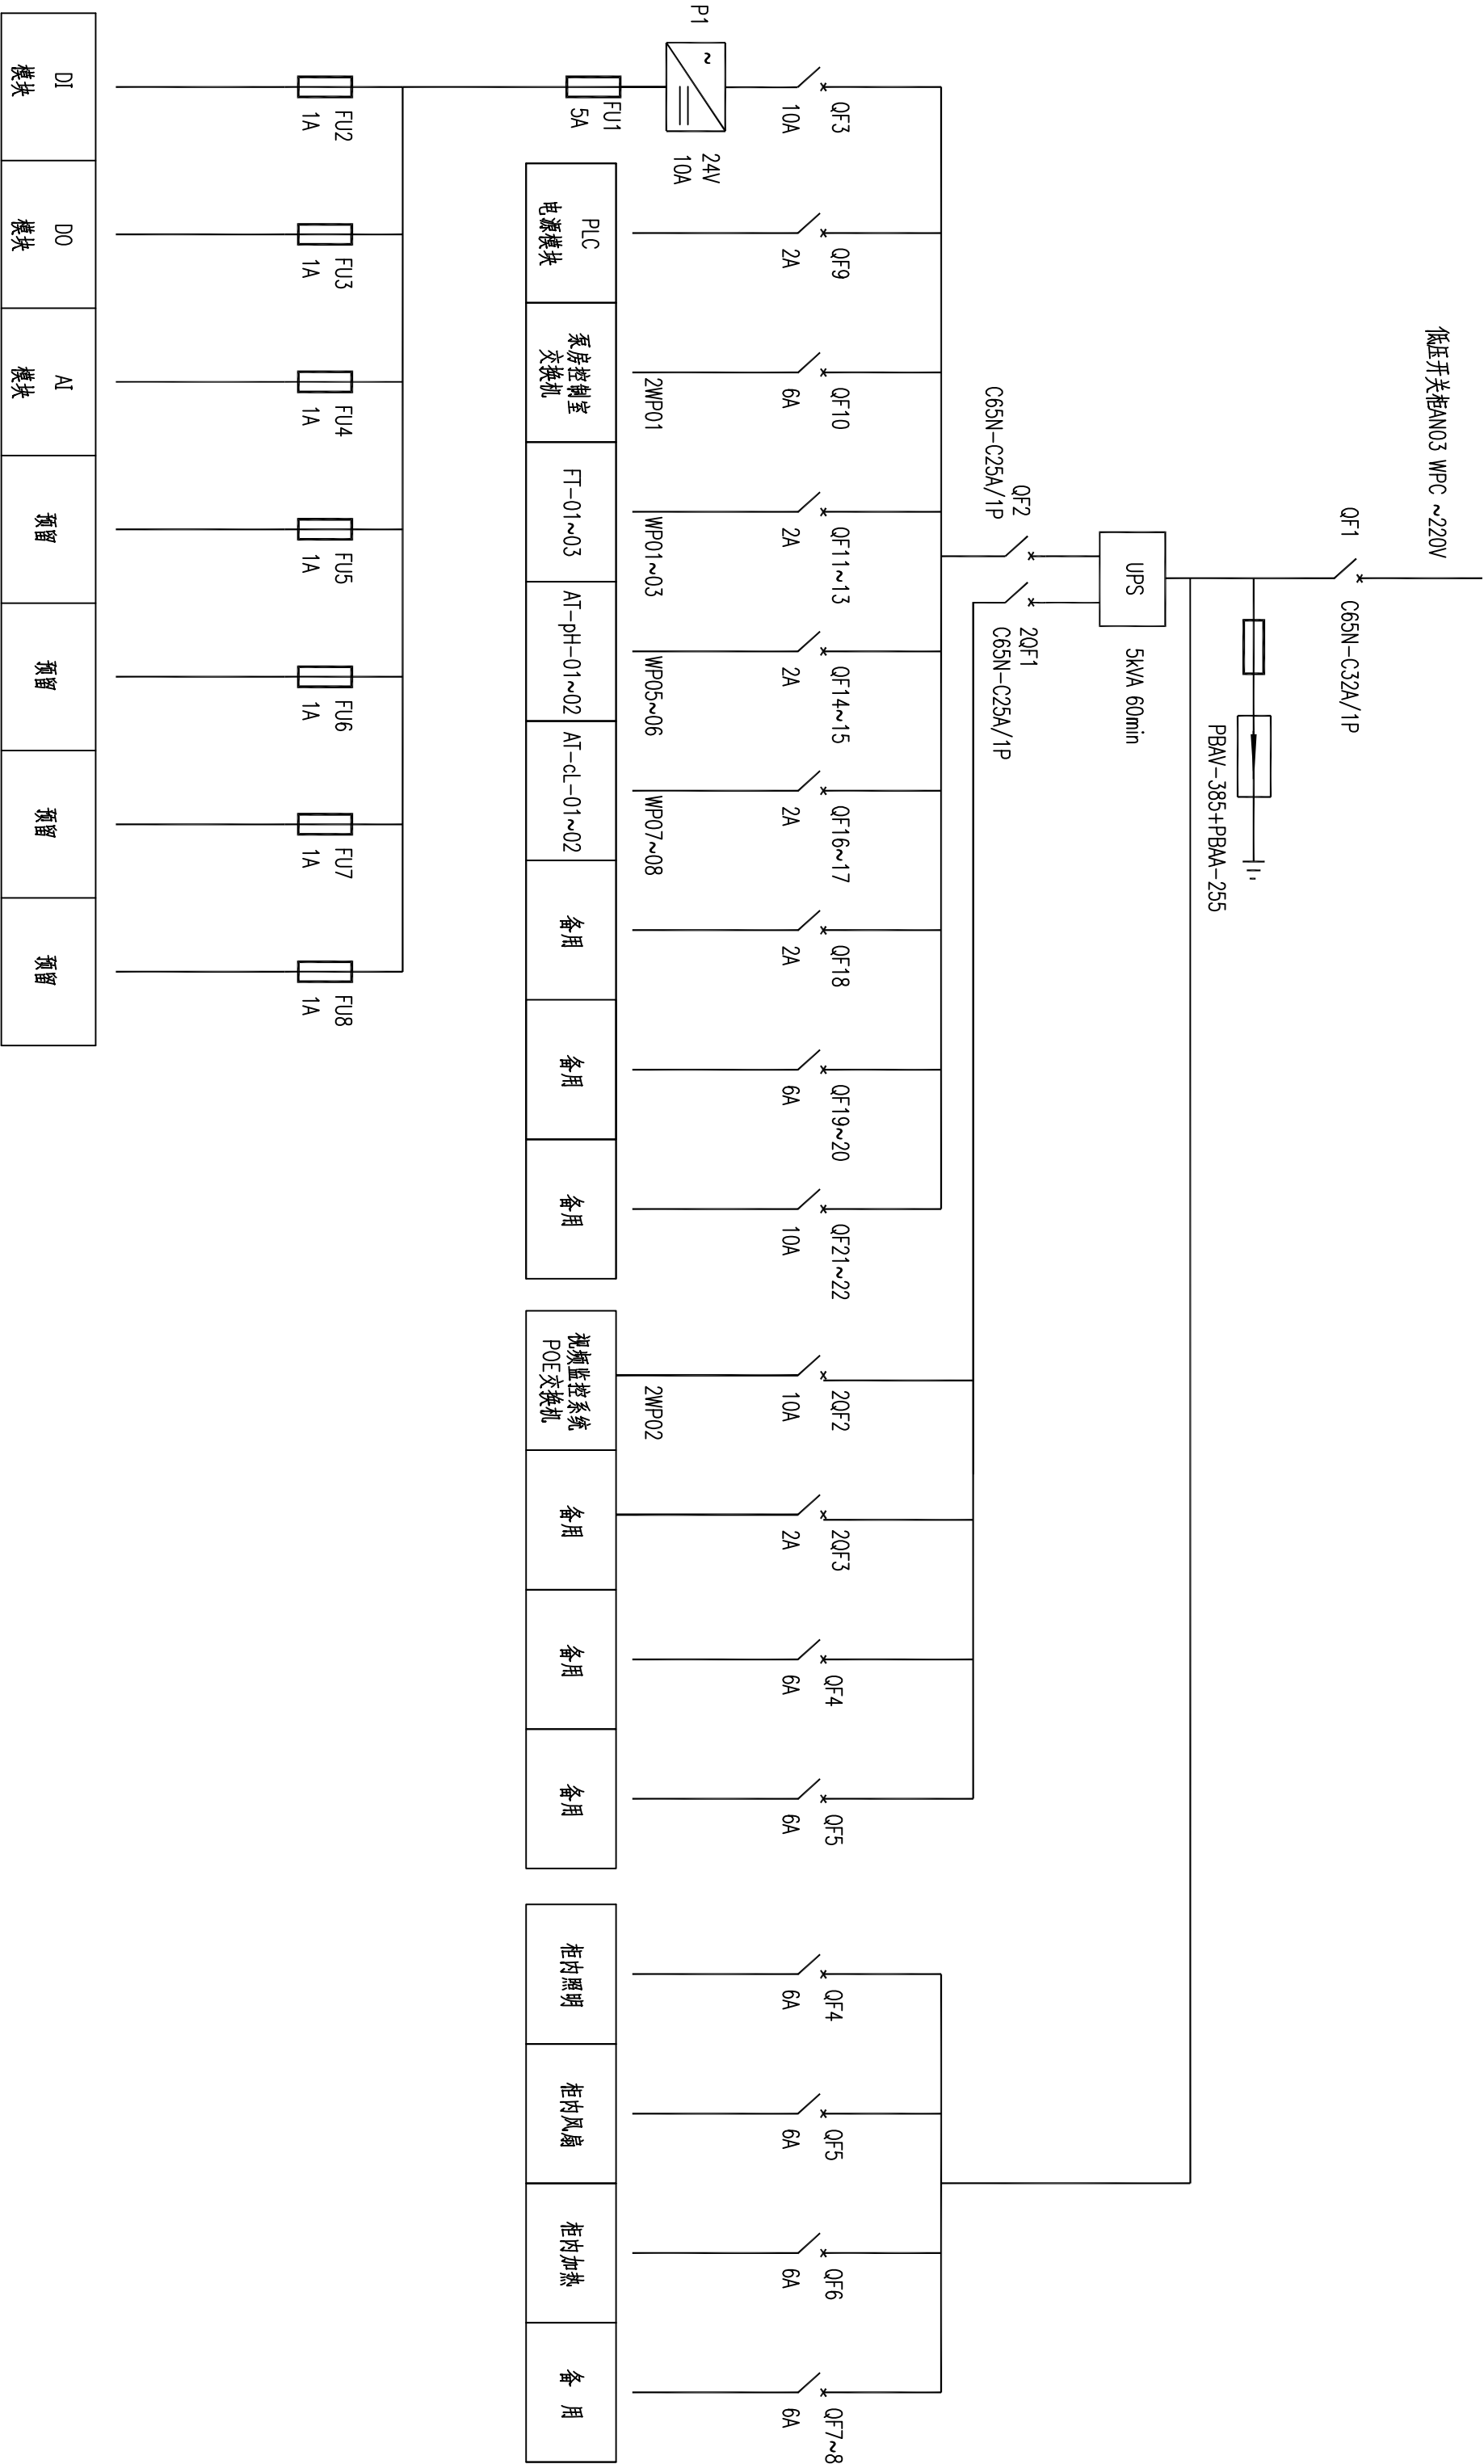 低压开关柜AN03 WPC ~220V
QF1
C65N-C32A/1P
PBAV-385+PBAA-255
UPS
5kVA 60min
QF2
C65N-C25A/1P
2QF1
C65N-C25A/1P
QF3
10A
QF9
2A
QF10
6A
QF11~13
2A
QF14~15
2A
QF16~17
2A
QF18
2A
QF19~20
6A
QF21~22
10A
2QF2
10A
2QF3
2A
QF4
6A
QF5
6A
QF4
6A
QF5
6A
QF6
6A
QF7~8
6A
P1
~
24V
10A
2WP01
WP01~03
WP05~06
WP07~08
2WP02
PLC
电源模块
泵房控制室
交换机
FT-01~03
AT-pH-01~02
AT-cL-01~02
备用
备用
备用
视频监控系统
POE交换机
备用
备用
备用
柜内照明
柜内风扇
柜内加热
备 用
FU1
5A
FU2
1A
FU3
1A
FU4
1A
FU5
1A
FU6
1A
FU7
1A
FU8
1A
DI
模块
DO
模块
AI
模块
预留
预留
预留
预留